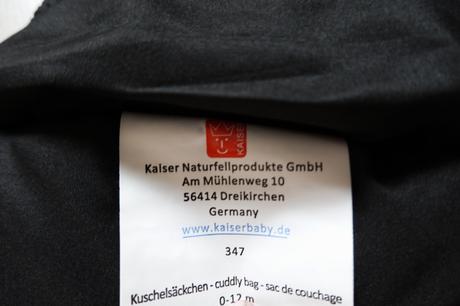 KAISER
Kaiser Naturfellprodukte GmbH
Am Mühlenweg 10
56414 Dreikirchen
Germany
www.kaiserbaby.de
347
Kuschelsäckchen - cuddly bag - sac de couchage
0-12 m